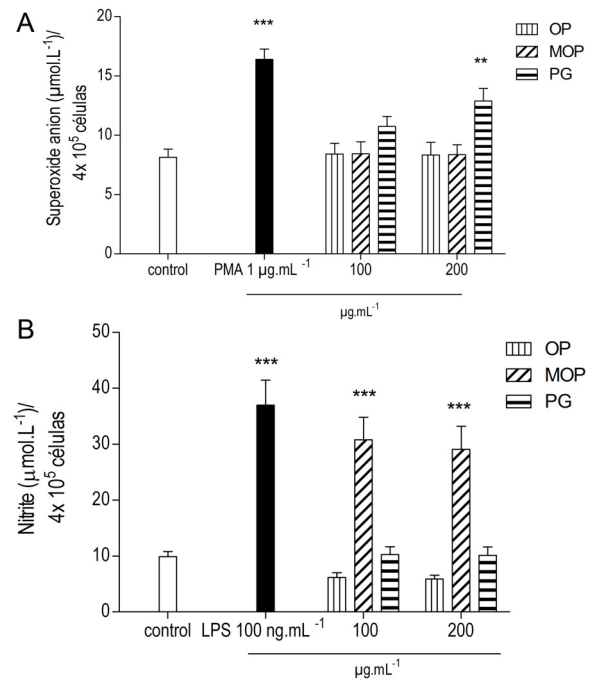 A
Superoxide anion (µmol.L⁻¹)/
4x 10⁵ células
20
15
10
5
0
***
**
OP
MOP
PG
control
PMA 1 µg.mL ⁻¹
100
200
µg.mL⁻¹
B
Nitrite (µmol.L⁻¹)/
4x 10⁵ células
50
40
30
20
10
0
***
***
***
OP
MOP
PG
control
LPS 100 ng.mL ⁻¹
100
200
µg.mL⁻¹